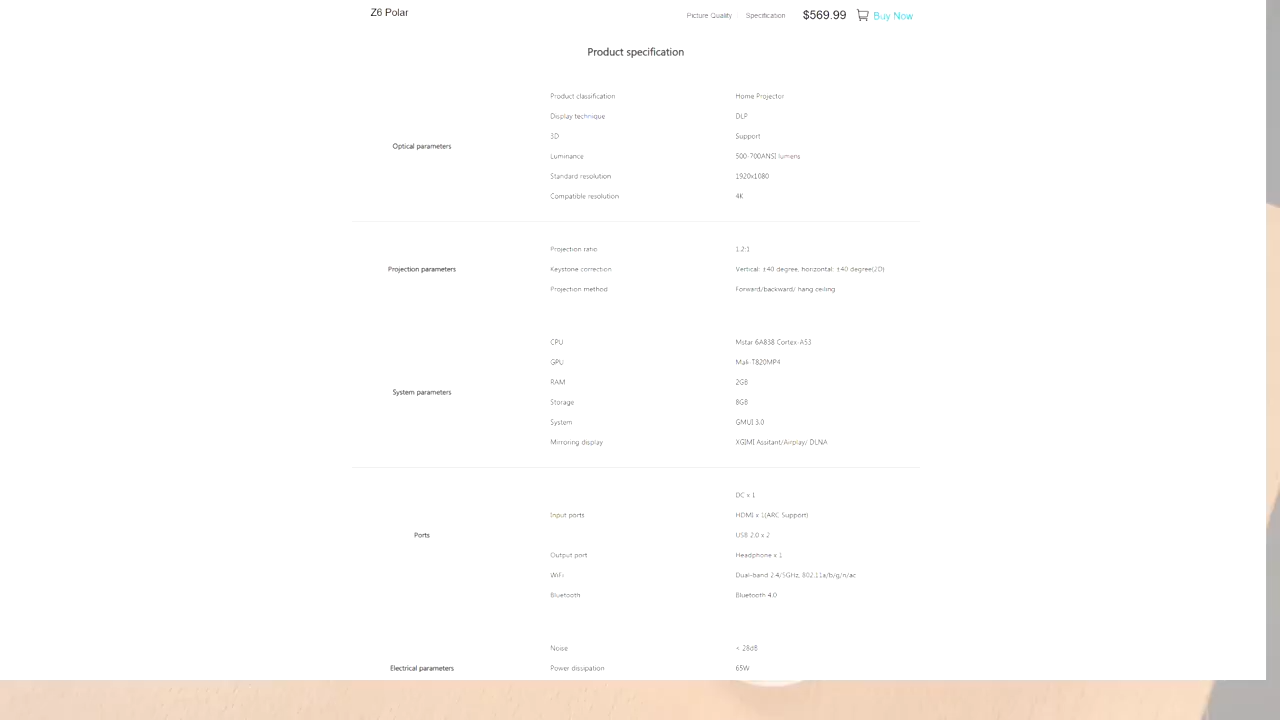 Z6 Polar
Picture Quality Specification $569.99 Buy Now
Product specification
Optical parameters
Product classification Home Projector
Display technique DLP
3D Support
Luminance 500-700ANSI lumens
Standard resolution 1920x1080
Compatible resolution 4K
Projection parameters
Projection ratio 1.2:1
Keystone correction Vertical: ±40 degree, horizontal: ±40 degree(2D)
Projection method Forward/backward/ hang ceiling
System parameters
CPU Mstar 6A838 Cortex-A53
GPU Mali-T820MP4
RAM 2GB
Storage 8GB
System GMUI 3.0
Mirroring display XGIMI Assitant/Airplay/ DLNA
Ports
Input ports
DC x 1
HDMI x 1(ARC Support)
USB 2.0 x 2
Output port Headphone x 1
WiFi Dual-band 2.4/5GHz, 802.11a/b/g/n/ac
Bluetooth Bluetooth 4.0
Electrical parameters
Noise < 28dB
Power dissipation 65W